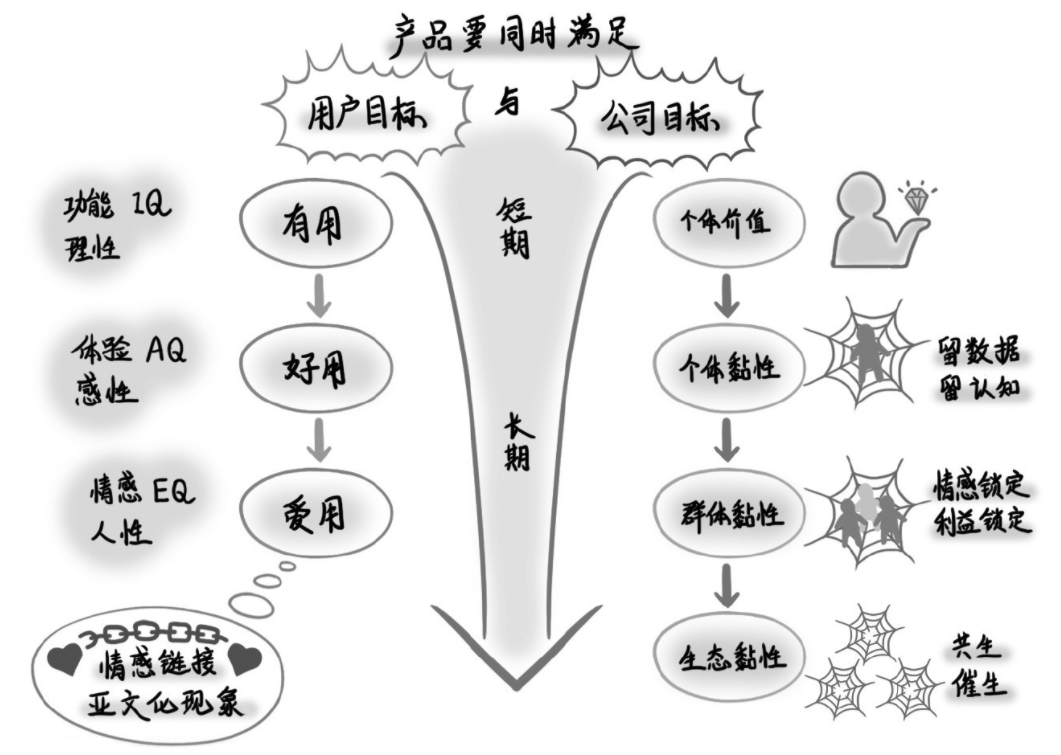 产品要同时满足
用户目标
与
公司目标
功能 IQ
理性
有用
短期
个体价值
体验 AQ
感性
好用
个体黏性
留数据
留认知
长期
情感 EQ
人性
爱用
群体黏性
情感锁定
利益锁定
情感链接
亚文化现象
生态黏性
共生
催生